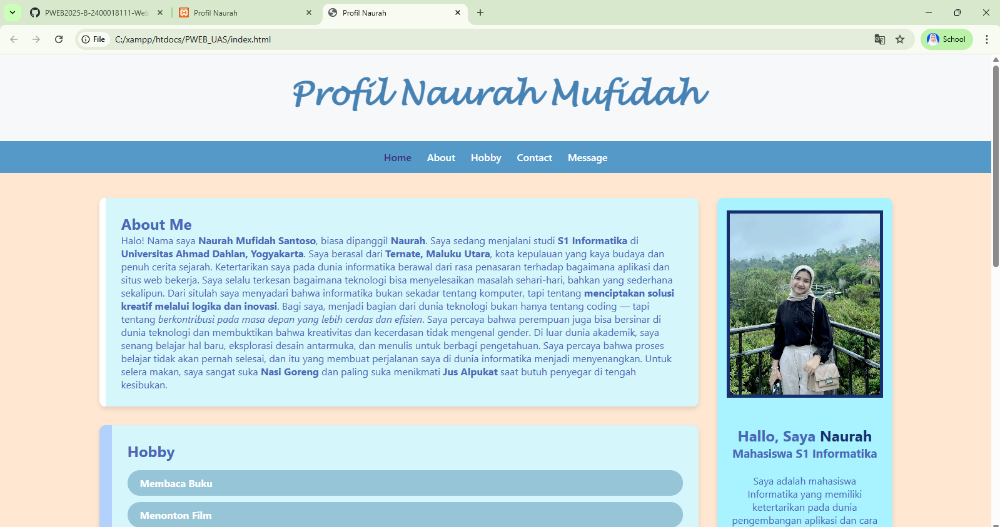 PWEB2025-B-2400018111-Web
Profil Naurah
Profil Naurah
File
C:/xampp/htdocs/PWEB_UAS/index.html
School
Profil Naurah Mufidah
Home About Hobby Contact Message
About Me
Halo! Nama saya Naurah Mufidah Santoso, biasa dipanggil Naurah. Saya sedang menjalani studi S1 Informatika di
Universitas Ahmad Dahlan, Yogyakarta. Saya berasal dari Ternate, Maluku Utara, kota kepulauan yang kaya budaya dan
penuh cerita sejarah. Ketertarikan saya pada dunia informatika berawal dari rasa penasaran terhadap bagaimana aplikasi dan
situs web bekerja. Saya selalu terkesan bagaimana teknologi bisa menyelesaikan masalah sehari-hari, bahkan yang sederhana
sekalipun. Dari situlah saya menyadari bahwa informatika bukan sekadar tentang komputer, tapi tentang menciptakan solusi
kreatif melalui logika dan inovasi. Bagi saya, menjadi bagian dari dunia teknologi bukan hanya tentang coding — tapi
tentang berkontribusi pada masa depan yang lebih cerdas dan efisien. Saya percaya bahwa perempuan juga bisa bersinar di
dunia teknologi dan membuktikan bahwa kreativitas dan kecerdasan tidak mengenal gender. Di luar dunia akademik, saya
senang belajar hal baru, eksplorasi desain antarmuka, dan menulis untuk berbagi pengetahuan. Saya percaya bahwa proses
belajar tidak akan pernah selesai, dan itu yang membuat perjalanan saya di dunia informatika menjadi menyenangkan. Untuk
selera makan, saya sangat suka Nasi Goreng dan paling suka menikmati Jus Alpukat saat butuh penyegar di tengah
kesibukan.
Hobby
Membaca Buku
Menonton Film
Hallo, Saya Naurah
Mahasiswa S1 Informatika
Saya adalah mahasiswa
Informatika yang memiliki
ketertarikan pada dunia
pengembangan aplikasi dan cara